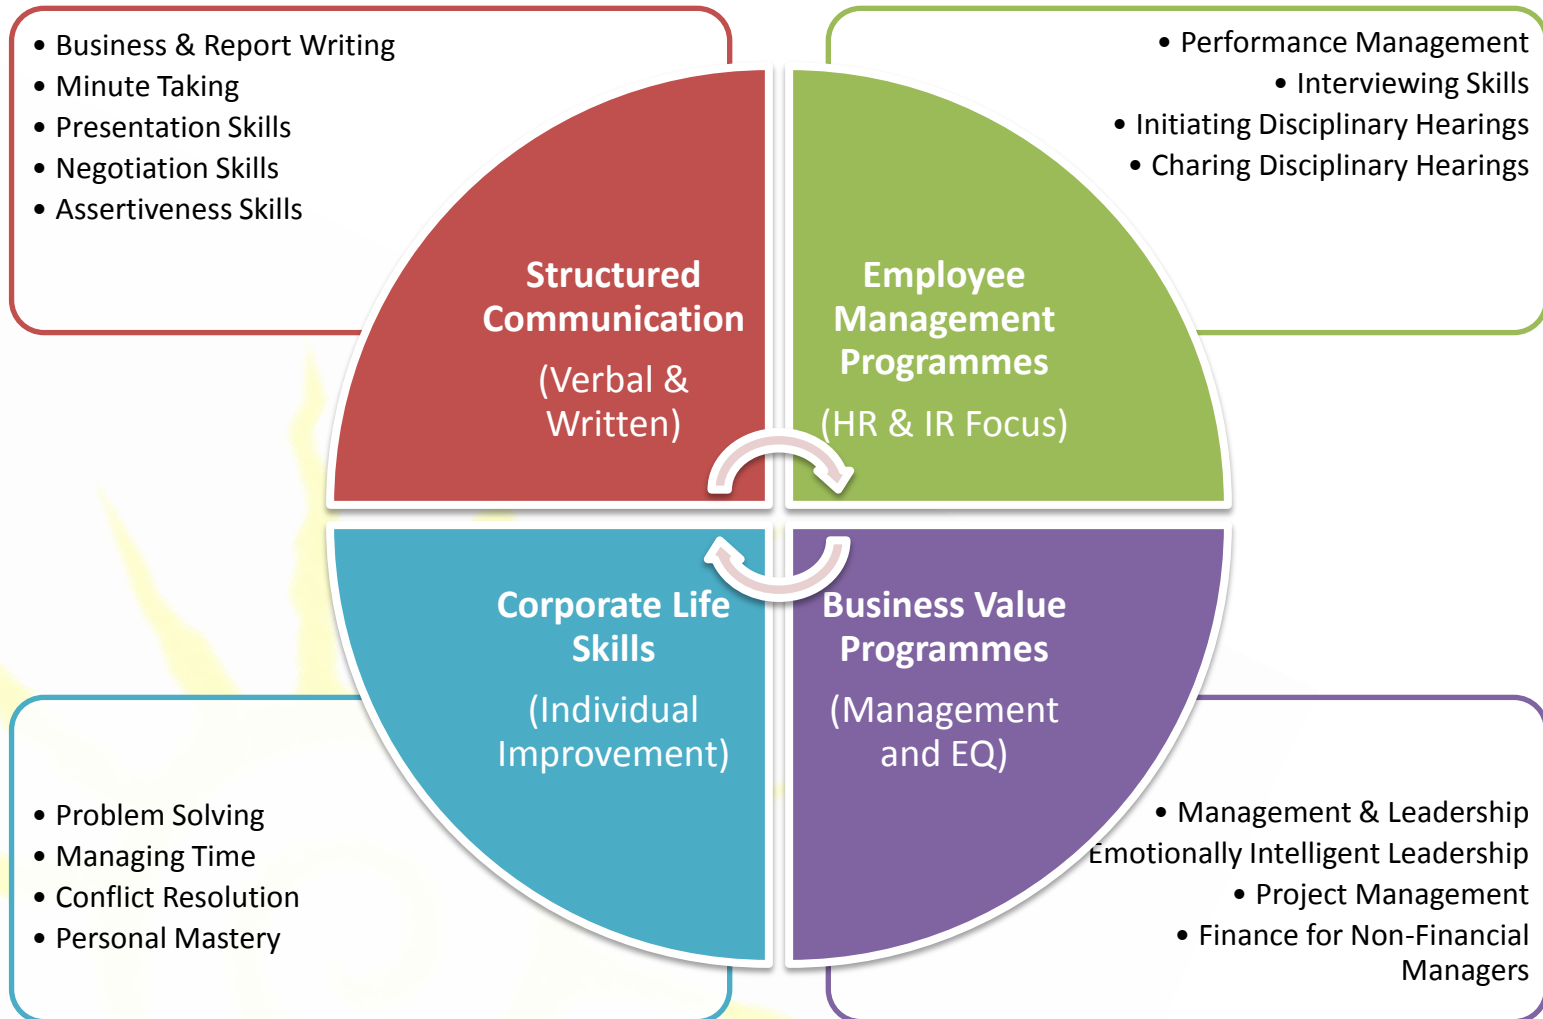 • Business & Report Writing
• Minute Taking
• Presentation Skills
• Negotiation Skills
• Assertiveness Skills
• Performance Management
• Interviewing Skills
• Initiating Disciplinary Hearings
• Charing Disciplinary Hearings
Structured
Communication
(Verbal &
Written)
Employee
Management
Programmes
(HR & IR Focus)
Corporate Life
Skills
(Individual
Improvement)
Business Value
Programmes
(Management
and EQ)
• Problem Solving
• Managing Time
• Conflict Resolution
• Personal Mastery
• Management & Leadership
Emotionally Intelligent Leadership
• Project Management
• Finance for Non-Financial
Managers